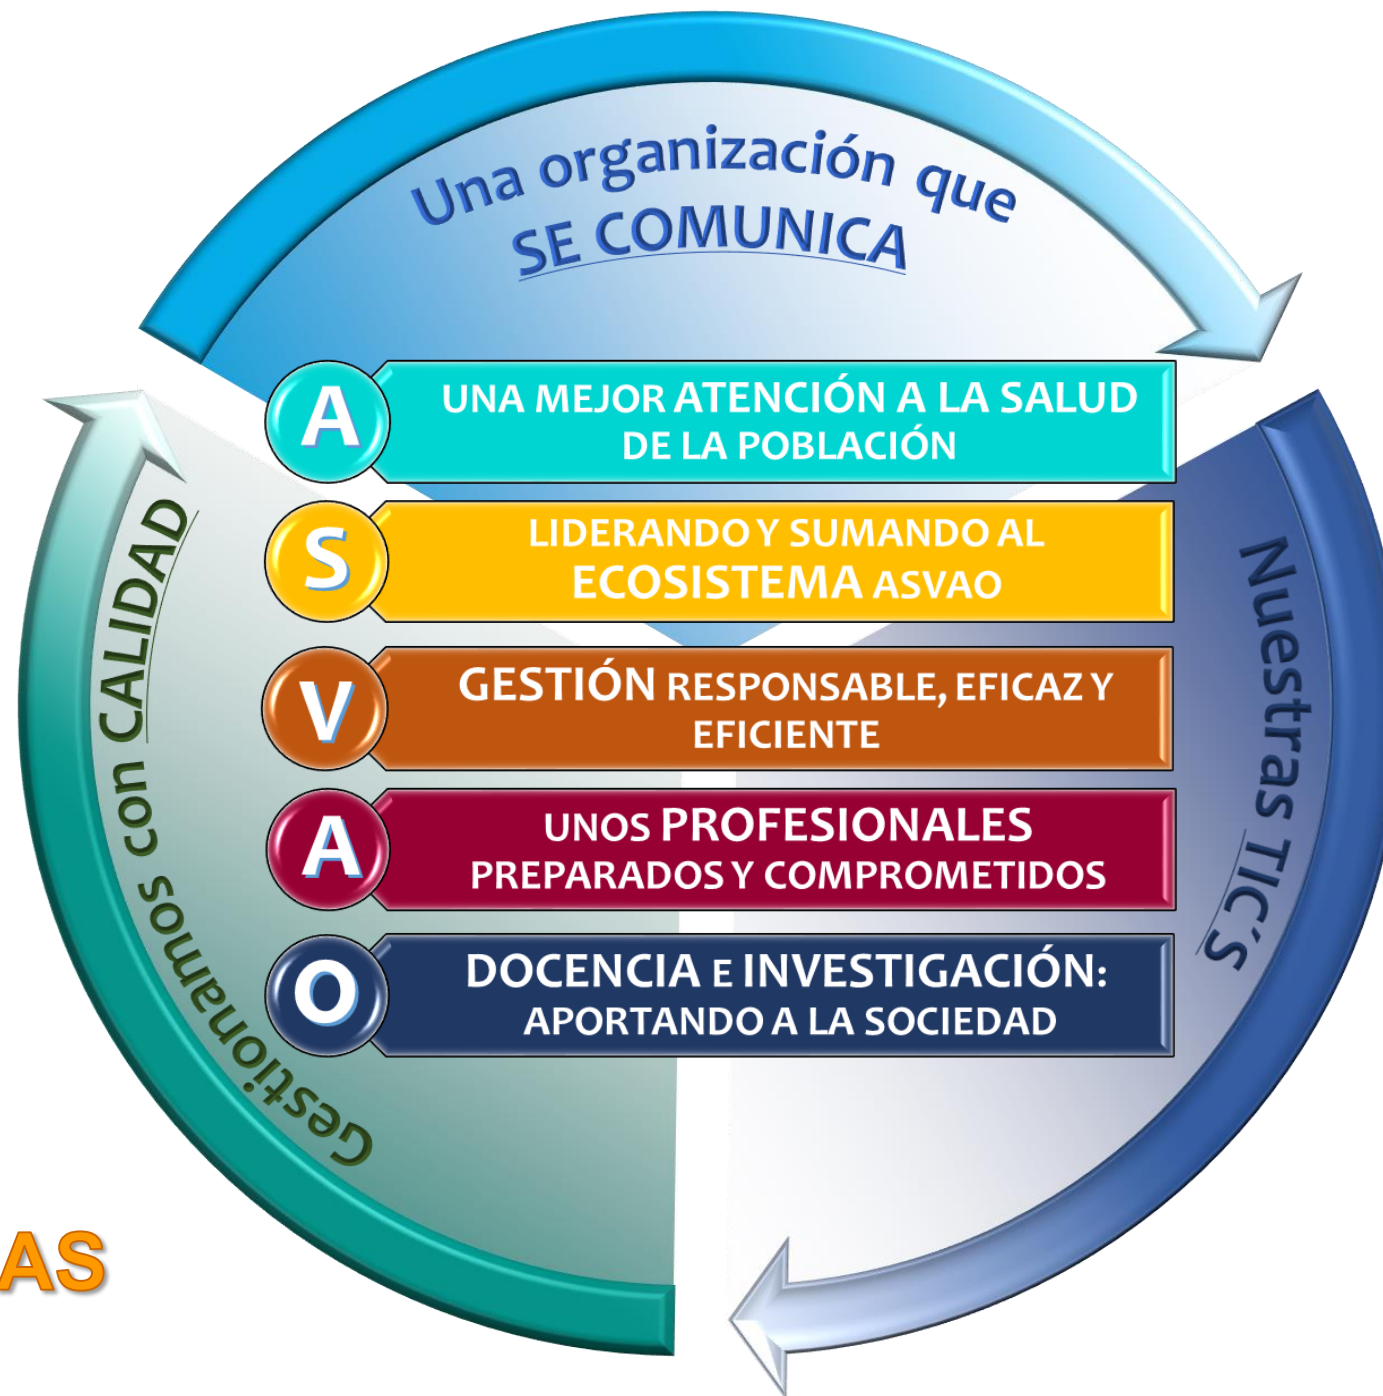 Una organización que
SE COMUNICA
A
UNA MEJOR ATENCIÓN A LA SALUD
DE LA POBLACIÓN
S
LIDERANDO Y SUMANDO AL
ECOSISTEMA ASVAO
V
GESTIÓN RESPONSABLE, EFICAZ Y
EFICIENTE
A
UNOS PROFESIONALES
PREPARADOS Y COMPROMETIDOS
O
DOCENCIA E INVESTIGACIÓN:
APORTANDO A LA SOCIEDAD
Nuestras TIC´S
Gestionamos con CALIDAD
AS